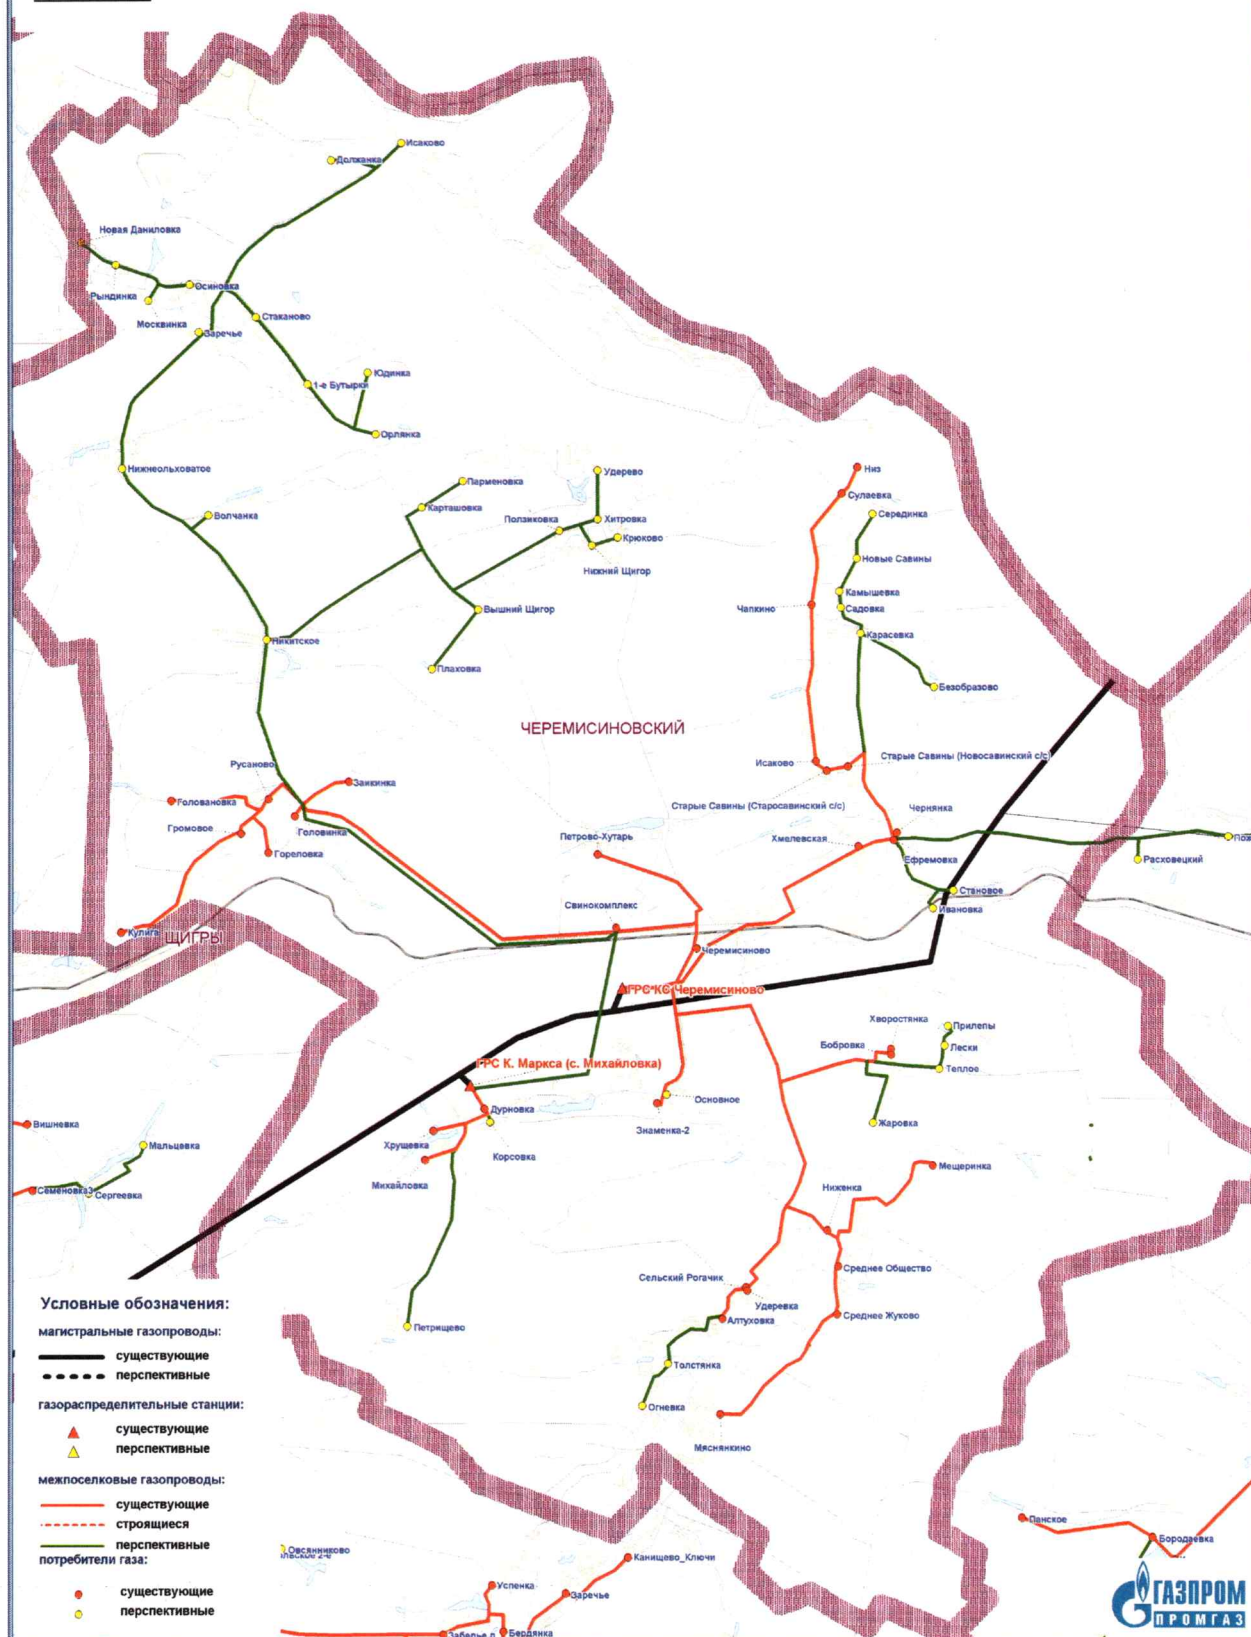 Исаково
Должанка
Новая Даниловка
Рындинка
Осиновка
Москвинка
Стаканово
Заречье
Юдинка
1-е Бутырки
Орлянка
Нижнеольховатое
Парменовка
Удерево
Низ
Сулаевка
Карташовка
Волчанка
Ползиковка
Хитровка
Серединка
Крюково
Нижний Щигор
Новые Савины
Камышевка
Чапкино
Садовка
Вышний Щигор
Никитское
Карасевка
Плаховка
Безобразово
ЧЕРЕМИСИНОВСКИЙ
Русаново
Заикинка
Исаково
Старые Савины (Новосавинский с/с)
Головановка
Старые Савины (Старосавинский с/с)
Чернянка
Громовое
Головинка
Петрово-Хутарь
Хмелевская
Гореловка
Ефремовка
Расховецкий
Становое
Свинокомплекс
Ивановка
Кулига
ЩИГРЫ
Черемисиново
ГРС КС Черемисиново
Хворостянка
Прилепы
Бобровка
Лески
ГРС К. Маркса (с. Михайловка)
Теплое
Основное
Дурновка
Знаменка-2
Жаровка
Вишневка
Хрущевка
Мальцевка
Корсовка
Мещеринка
Михайловка
Ниженка
Семеновка3
Сергеевка
Сельский Рогачик
Среднее Общество
Удеревка
Алтуховка
Среднее Жуково
Петрищево
Толстянка
Огневка
Мяснянкино
Условные обозначения:
магистральные газопроводы:
существующие
перспективные
газораспределительные станции:
существующие
перспективные
межпоселковые газопроводы:
существующие
строящиеся
перспективные
потребители газа:
существующие
перспективные
Панское
Бородаевка
Овсянниково
Канищево_Ключи
Успенка
Заречье
Бердянка
ГАЗПРОМ
ПРОМГАЗ